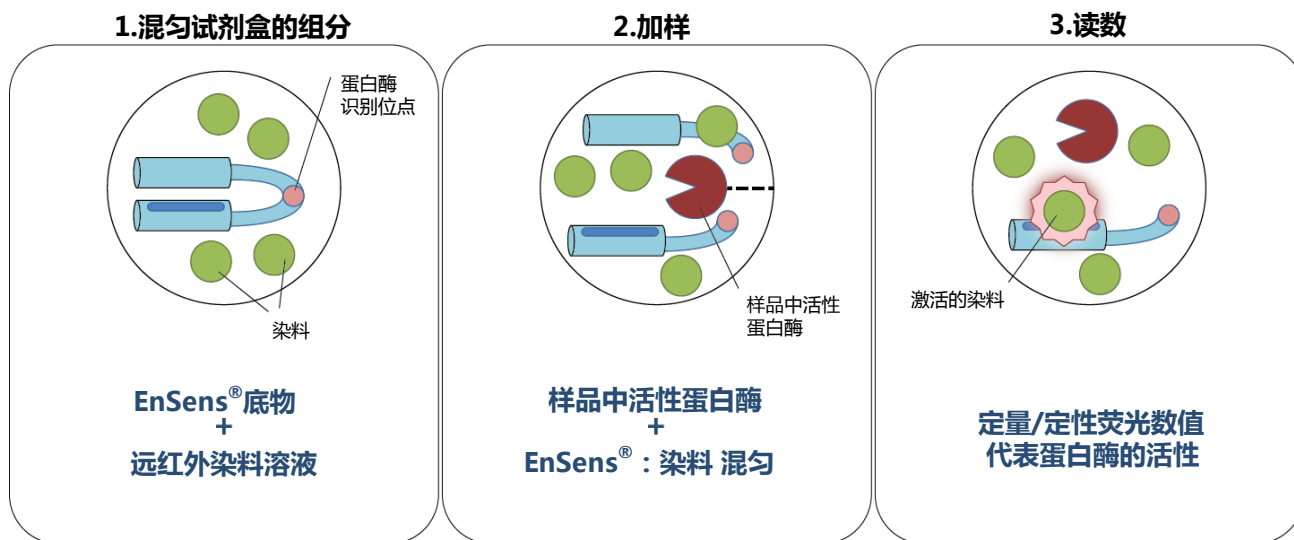 1.混匀试剂盒的组分
蛋白酶
识别位点
染料
EnSens®底物
+
远红外染料溶液
2.加样
样品中活性
蛋白酶
样品中活性蛋白酶
+
EnSens®：染料 混匀
3.读数
激活的染料
定量/定性荧光数值
代表蛋白酶的活性